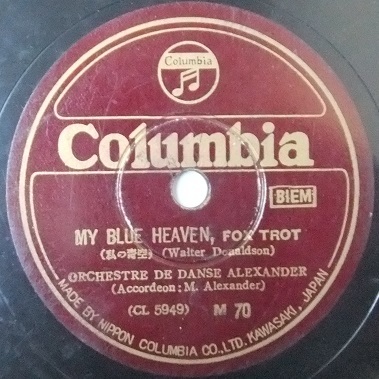 Columbia
Columbia
BIEM
MY BLUE HEAVEN, FOX TROT
(私の青空) (Walter Donaldson)
ORCHESTRE DE DANSE ALEXANDER
(Accordeon: M. Alexander)
(CL 5949) M 70
MADE BY NIPPON COLUMBIA CO., LTD. KAWASAKI, JAPAN